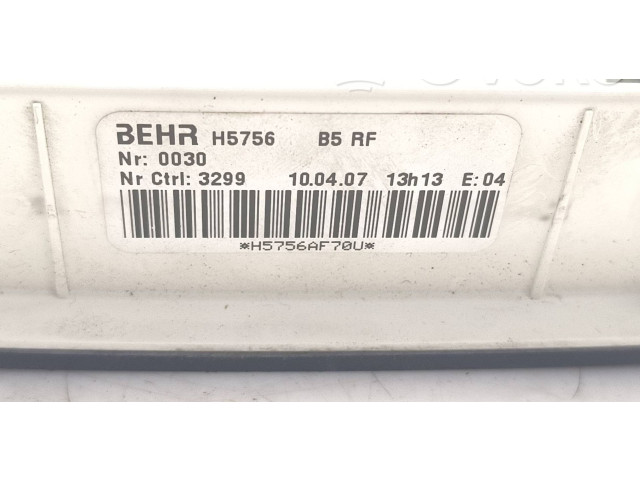 BEHR H5756 B5 RF
Nr: 0030
Nr Ctrl: 3299 10.04.07 13h13 E:04
*H5756AF70U*